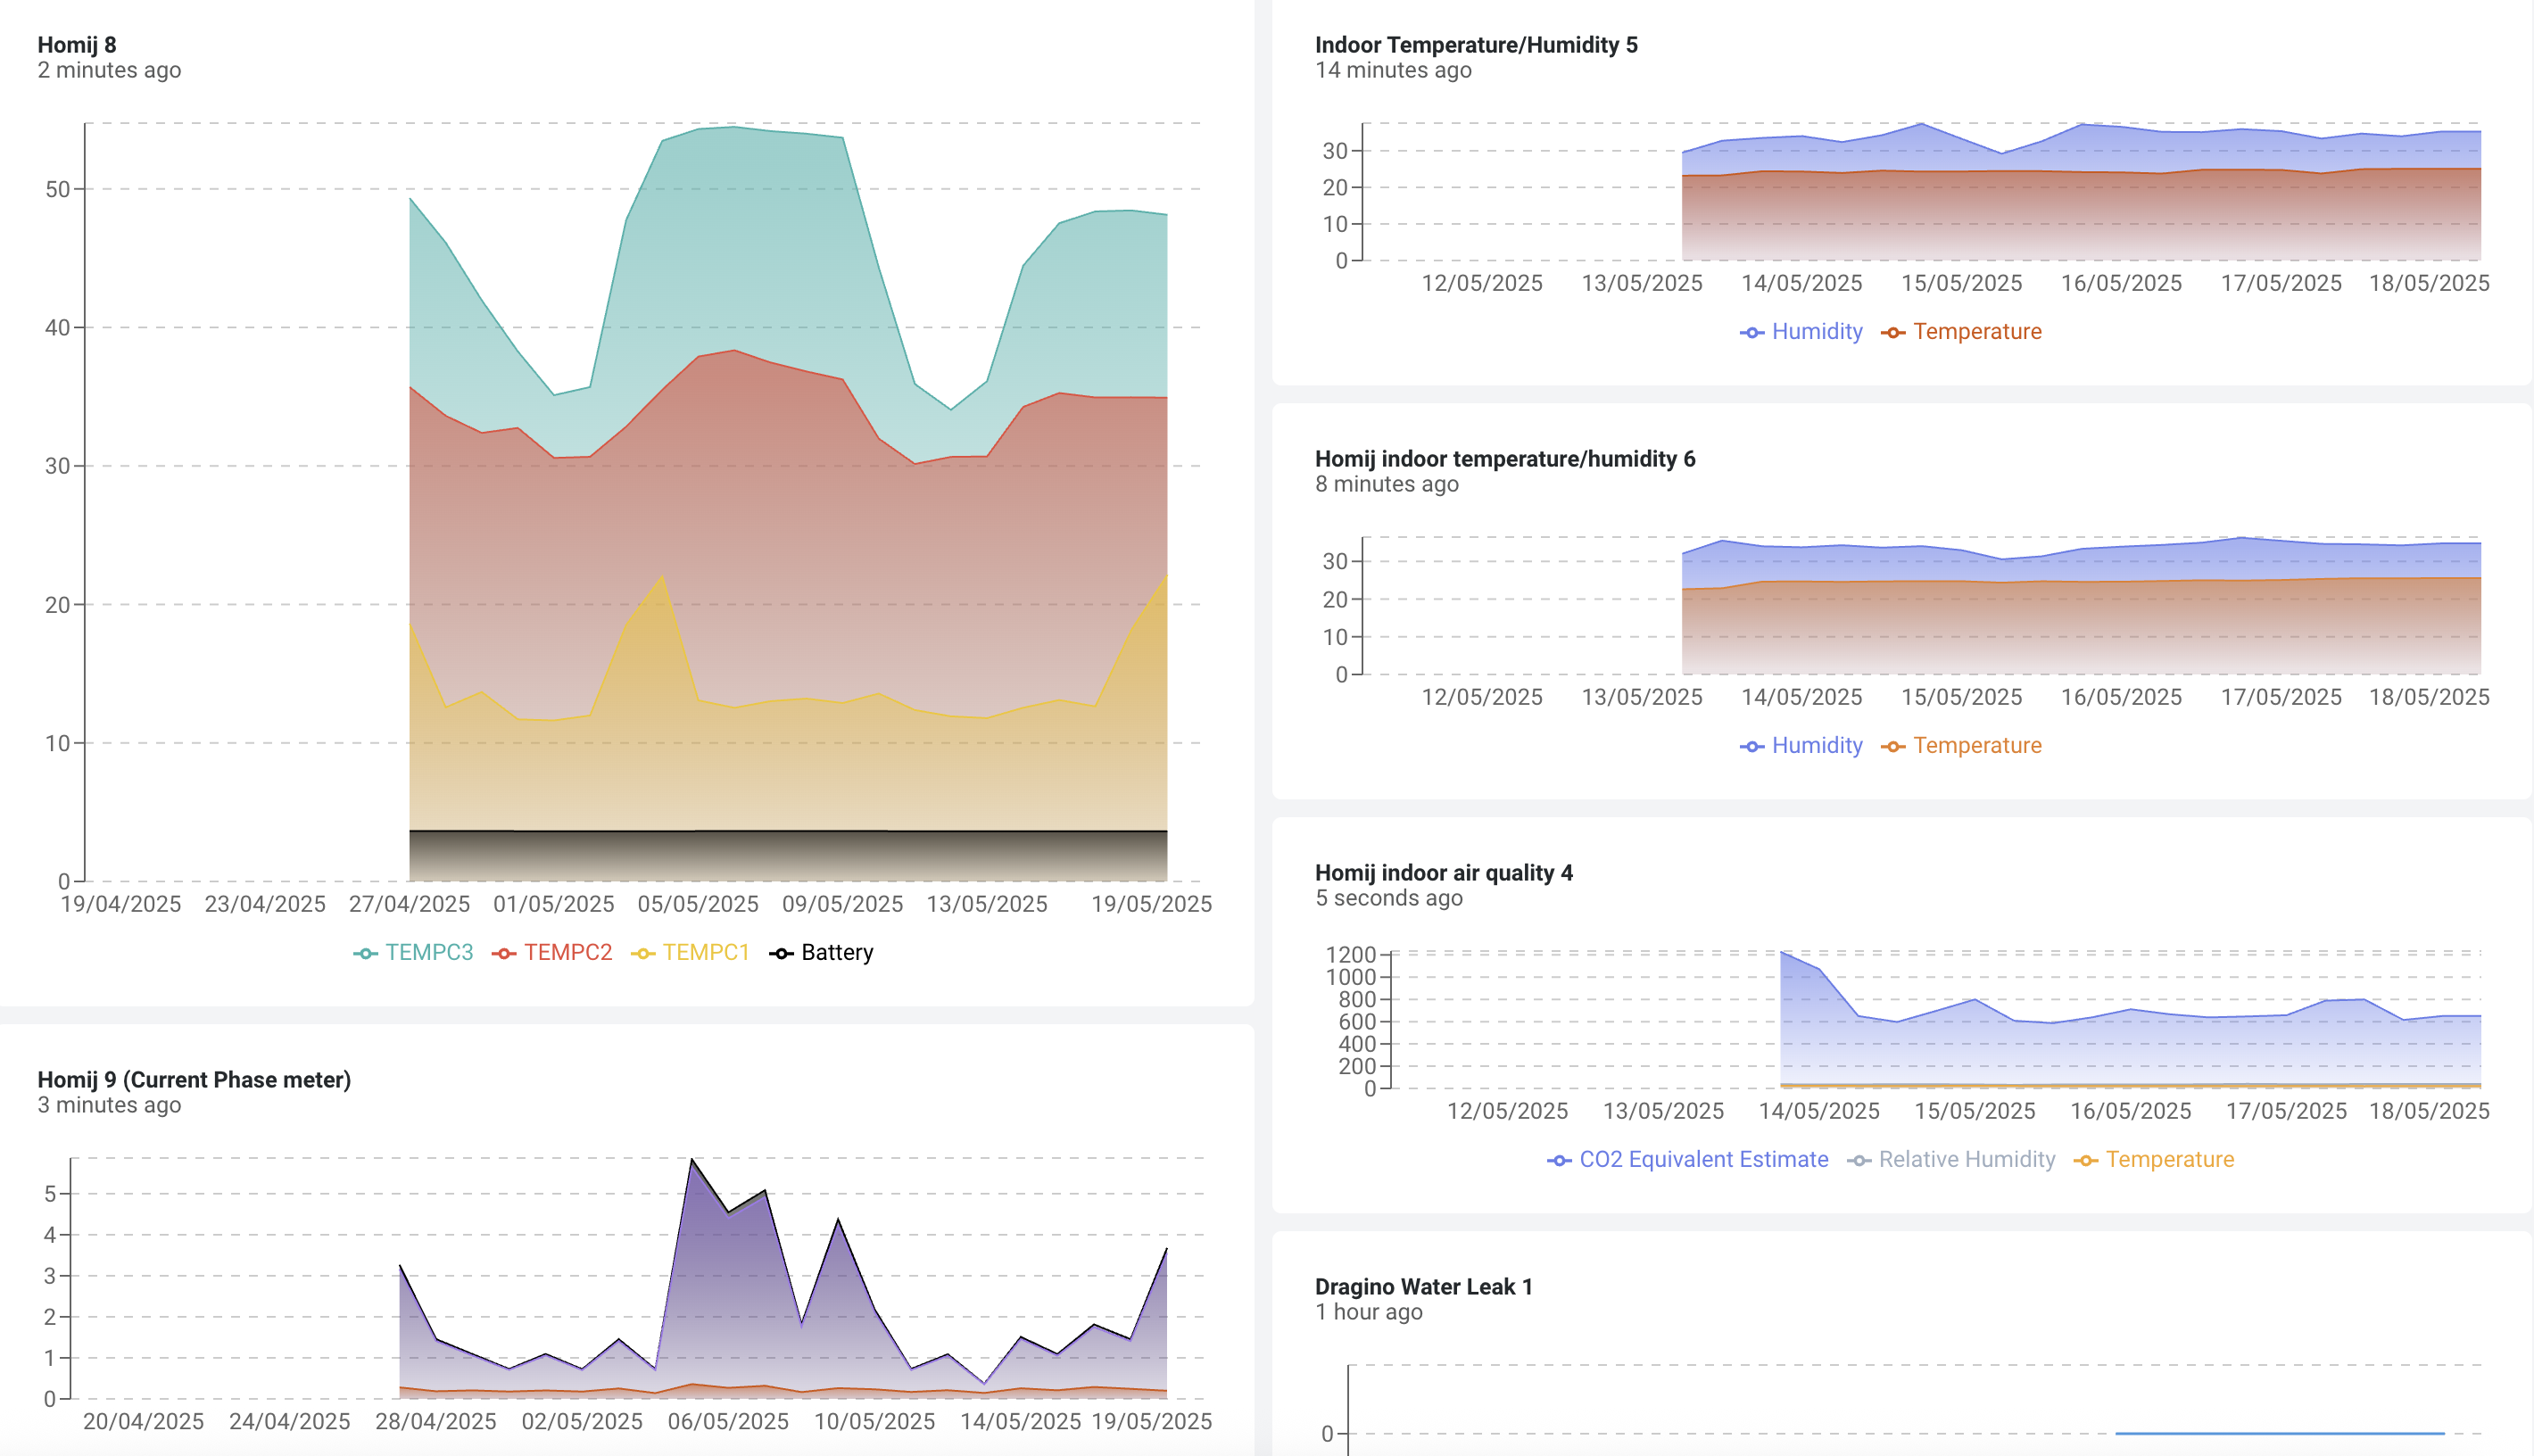 Homij 8
2 minutes ago
50
40
30
20
10
0
19/04/2025 23/04/2025 27/04/2025 01/05/2025 05/05/2025 09/05/2025 13/05/2025 19/05/2025
TEMPC3 TEMPC2 TEMPC1 Battery
Homij 9 (Current Phase meter)
3 minutes ago
5
4
3
2
1
0
20/04/2025 24/04/2025 28/04/2025 02/05/2025 06/05/2025 10/05/2025 14/05/2025 19/05/2025
Indoor Temperature/Humidity 5
14 minutes ago
30
20
10
0
12/05/2025 13/05/2025 14/05/2025 15/05/2025 16/05/2025 17/05/2025 18/05/2025
Humidity Temperature
Homij indoor temperature/humidity 6
8 minutes ago
30
20
10
0
12/05/2025 13/05/2025 14/05/2025 15/05/2025 16/05/2025 17/05/2025 18/05/2025
Humidity Temperature
Homij indoor air quality 4
5 seconds ago
1200
1000
800
600
400
200
0
12/05/2025 13/05/2025 14/05/2025 15/05/2025 16/05/2025 17/05/2025 18/05/2025
CO2 Equivalent Estimate Relative Humidity Temperature
Dragino Water Leak 1
1 hour ago
0